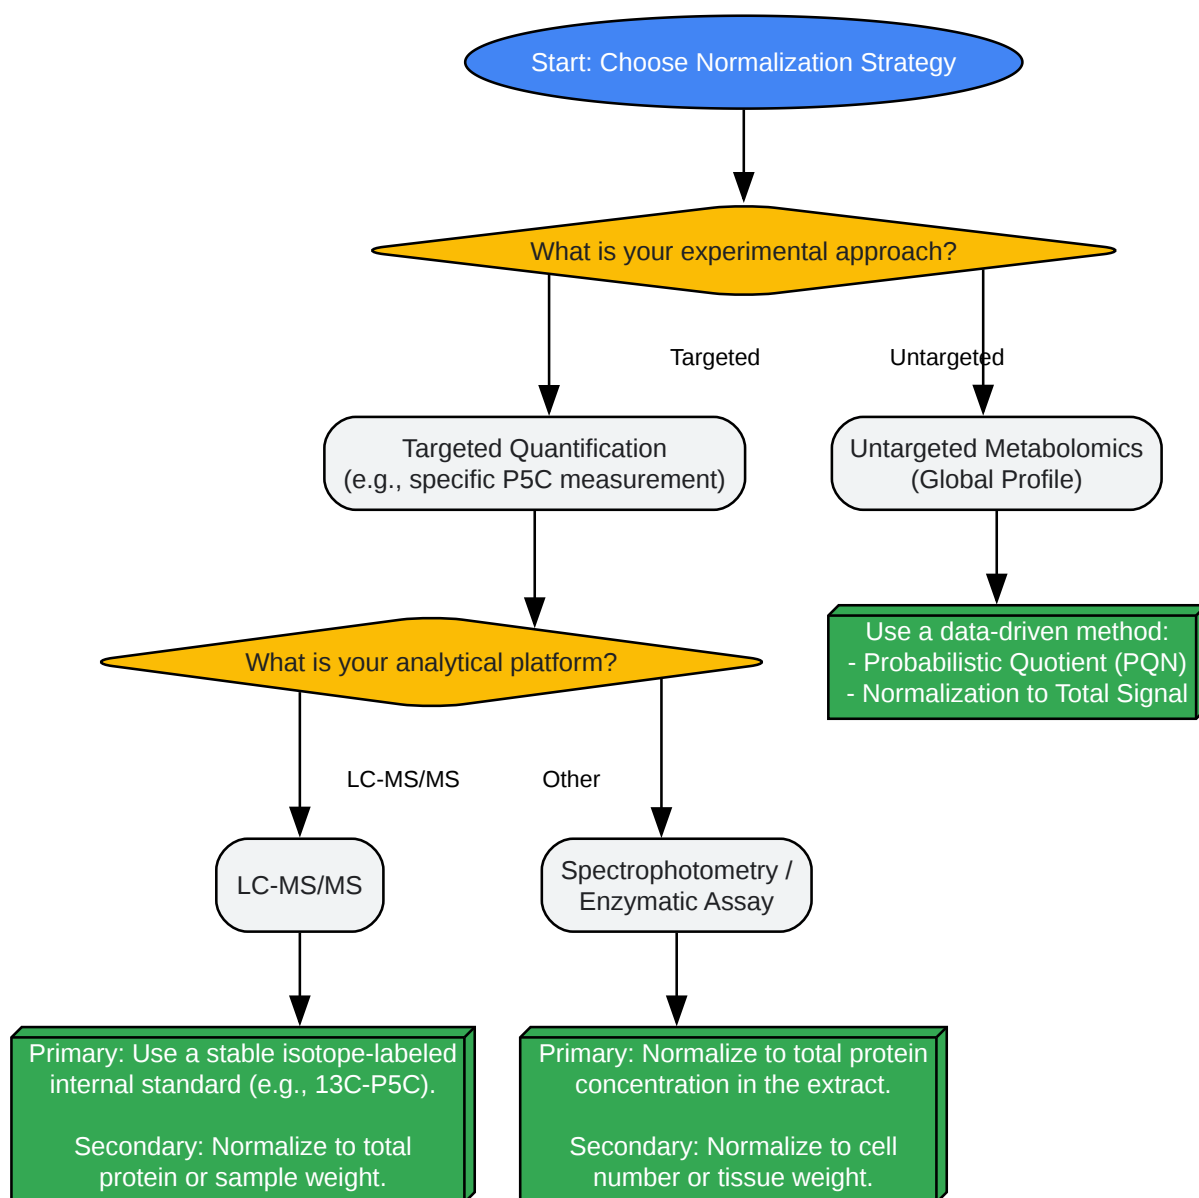 Start: Choose Normalization Strategy
What is your experimental approach?
Targeted
Untargeted
Targeted Quantification
(e.g., specific P5C measurement)
Untargeted Metabolomics
(Global Profile)
What is your analytical platform?
Use a data-driven method:
- Probabilistic Quotient (PQN)
- Normalization to Total Signal
LC-MS/MS
Other
LC-MS/MS
Spectrophotometry /
Enzymatic Assay
Primary: Use a stable isotope-labeled
internal standard (e.g., 13C-P5C).
Secondary: Normalize to total
protein or sample weight.
Primary: Normalize to total protein
concentration in the extract.
Secondary: Normalize to cell
number or tissue weight.